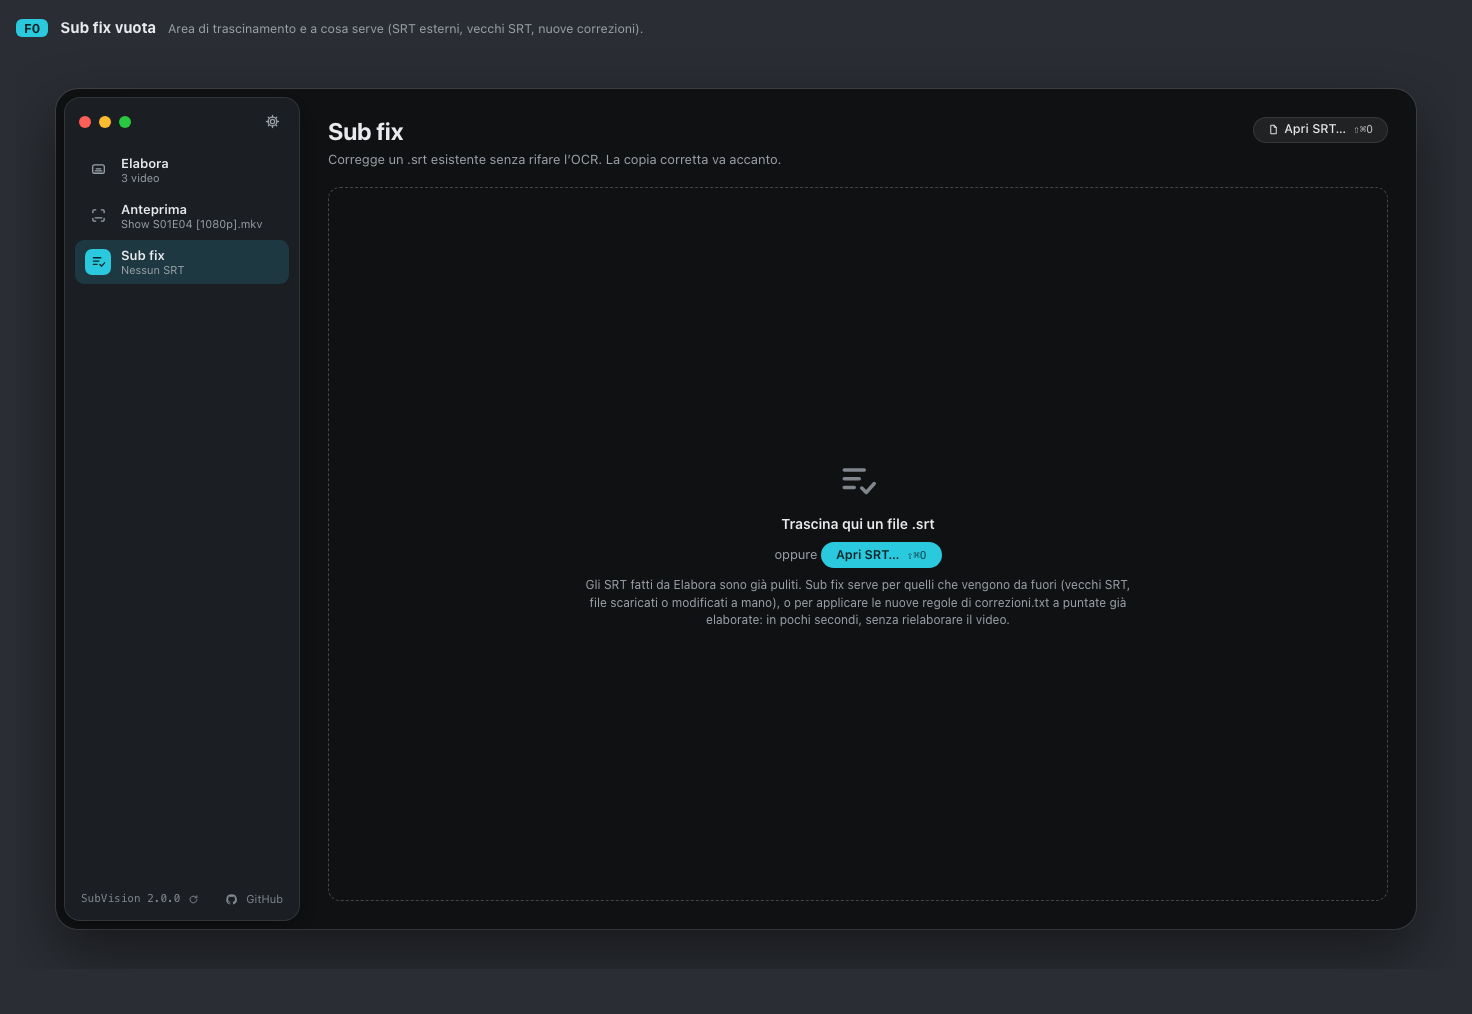 F0 Sub fix vuota Area di trascinamento e a cosa serve (SRT esterni, vecchi SRT, nuove correzioni).
Elabora
3 video
Anteprima
Show S01E04 [1080p].mkv
Sub fix
Nessun SRT
SubVision 2.0.0
GitHub
Sub fix
Apri SRT... ⇧⌘O
Corregge un .srt esistente senza rifare l'OCR. La copia corretta va accanto.
Trascina qui un file .srt
oppure Apri SRT... ⇧⌘O
Gli SRT fatti da Elabora sono già puliti. Sub fix serve per quelli che vengono da fuori (vecchi SRT,
file scaricati o modificati a mano), o per applicare le nuove regole di correzioni.txt a puntate già
elaborate: in pochi secondi, senza rielaborare il video.